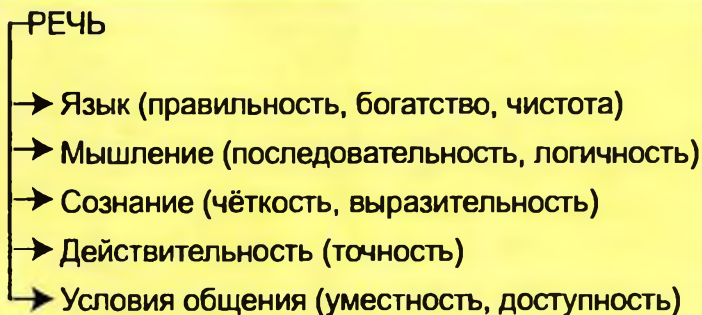 РЕЧЬ
Язык (правильность, богатство, чистота)
Мышление (последовательность, логичность)
Сознание (чёткость, выразительность)
Действительность (точность)
Условия общения (уместность, доступность)